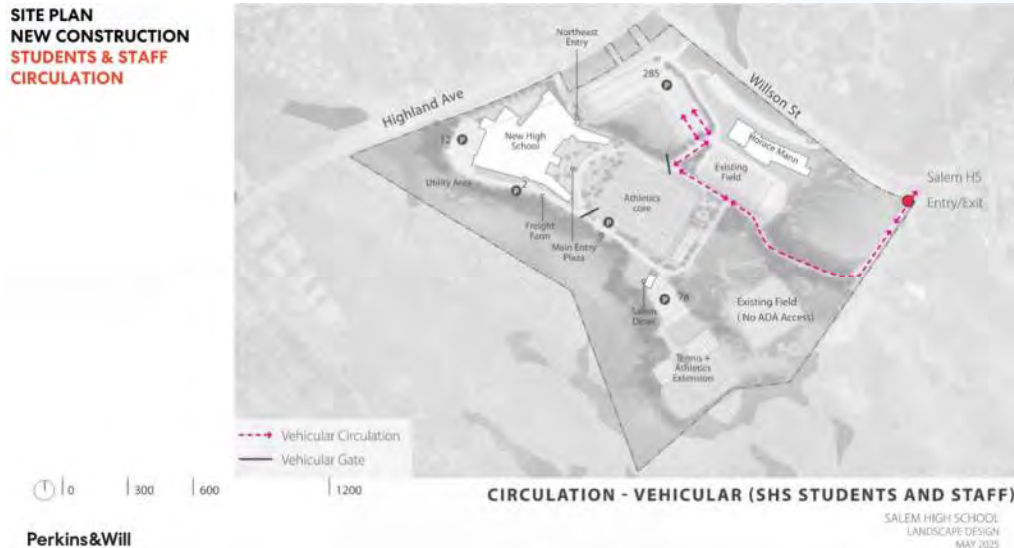 SITE PLAN
NEW CONSTRUCTION
STUDENTS & STAFF
CIRCULATION
Northeast
Entry
285
P
Highland Ave
Willson St
12
P
New High
School
Horace Mann
Utility Area
P
2
Existing
Field
Salem HS
Entry/Exit
Athletics
core
Freight
Farm
Main Entry
Plaza
P
Salem
Diner
P
78
Existing Field
( No ADA Access)
Tennis +
Athletics
Extension
Vehicular Circulation
Vehicular Gate
0
300
600
1200
CIRCULATION - VEHICULAR (SHS STUDENTS AND STAFF)
SALEM HIGH SCHOOL
LANDSCAPE DESIGN
MAY 2025
Perkins&Will